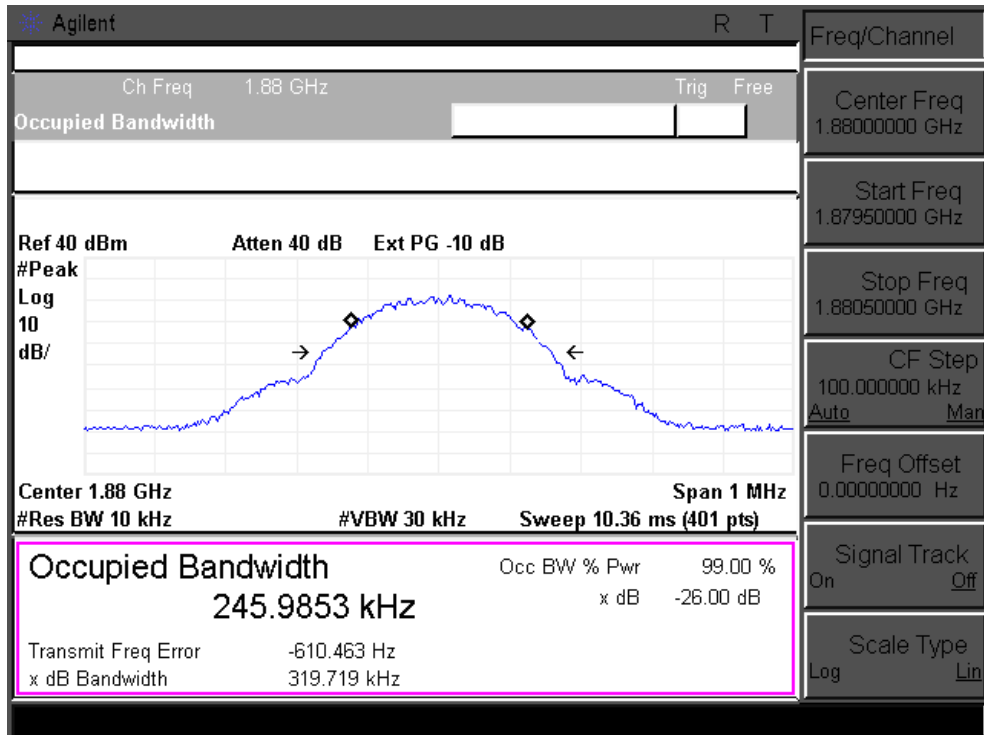 Agilent R T
Ch Freq 1.88 GHz Trig Free
Occupied Bandwidth
Ref 40 dBm Atten 40 dB Ext PG -10 dB
#Peak
Log
10
dB/
Center 1.88 GHz Span 1 MHz
#Res BW 10 kHz #VBW 30 kHz Sweep 10.36 ms (401 pts)
Occupied Bandwidth Occ BW % Pwr 99.00 %
245.9853 kHz x dB -26.00 dB
Transmit Freq Error -610.463 Hz
x dB Bandwidth 319.719 kHz
Freq/Channel
Center Freq
1.88000000 GHz
Start Freq
1.87950000 GHz
Stop Freq
1.88050000 GHz
CF Step
100.000000 kHz
Auto Man
Freq Offset
0.00000000 Hz
Signal Track
On Off
Scale Type
Log Lin